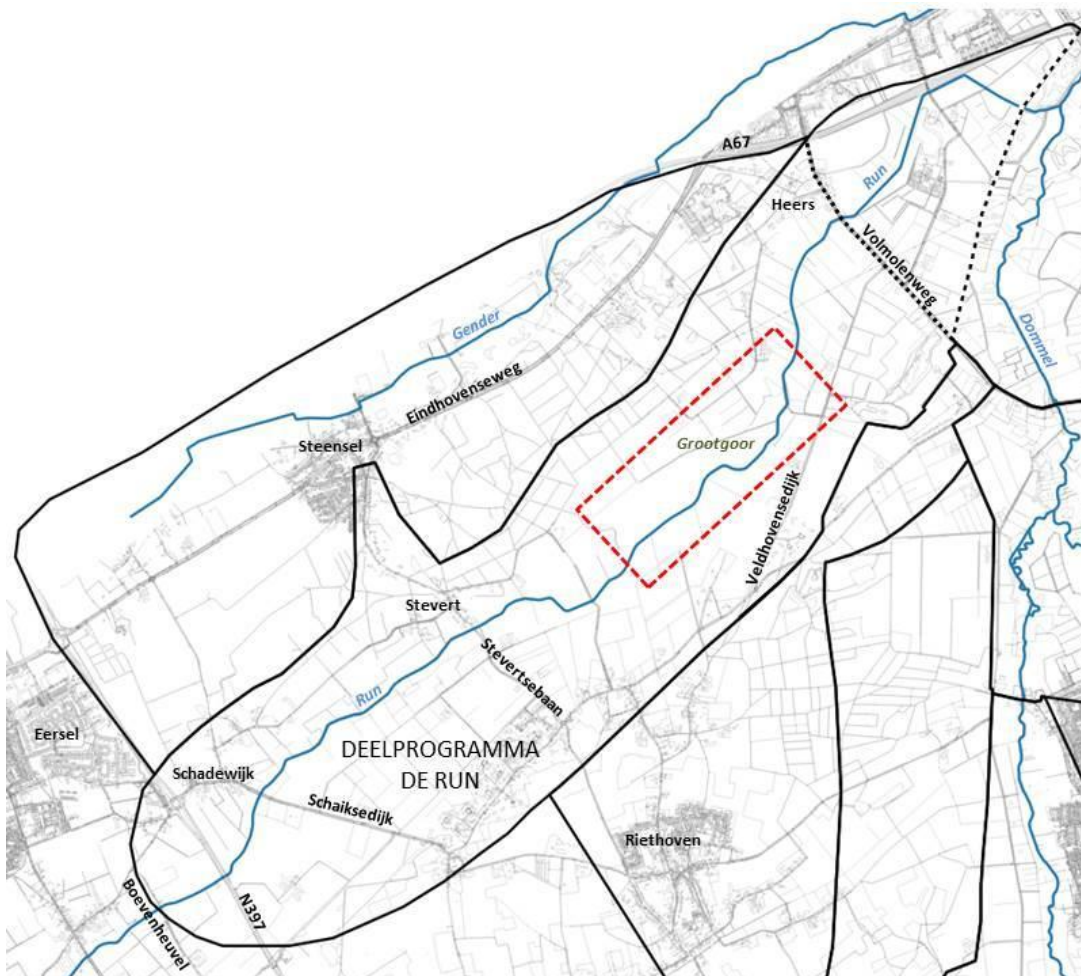 A67
Run
Heers
Volmolenweg
Gender
Dommel
Eindhovenseweg
Steensel
Grootgoor
Veldhovensedijk
Stevert
Stevertsebaan
Run
Eersel
DEELPROGRAMMA
DE RUN
Schadewijk
Schaiksedijk
Riethoven
Boevenheuvel
N397